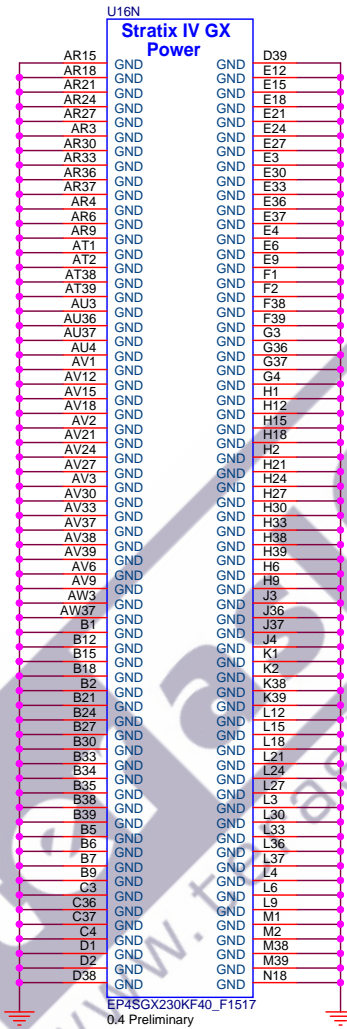 U16N
Stratix IV GX
Power
AR15 GND GND D39
AR18 GND GND E12
AR21 GND GND E15
AR24 GND GND E18
AR27 GND GND E21
AR3 GND GND E24
AR30 GND GND E27
AR33 GND GND E3
AR36 GND GND E30
AR37 GND GND E33
AR4 GND GND E36
AR6 GND GND E37
AR9 GND GND E4
AT1 GND GND E6
AT2 GND GND E9
AT38 GND GND F1
AT39 GND GND F2
AU3 GND GND F38
AU36 GND GND F39
AU37 GND GND G3
AU4 GND GND G36
AV1 GND GND G37
AV12 GND GND G4
AV15 GND GND H1
AV18 GND GND H12
AV2 GND GND H15
AV21 GND GND H18
AV24 GND GND H2
AV27 GND GND H21
AV3 GND GND H24
AV30 GND GND H27
AV33 GND GND H30
AV37 GND GND H33
AV38 GND GND H38
AV39 GND GND H39
AV6 GND GND H6
AV9 GND GND H9
AW3 GND GND J3
AW37 GND GND J36
B1 GND GND J37
B12 GND GND J4
B15 GND GND K1
B18 GND GND K2
B2 GND GND K38
B21 GND GND K39
B24 GND GND L12
B27 GND GND L15
B30 GND GND L18
B33 GND GND L21
B34 GND GND L24
B35 GND GND L27
B38 GND GND L3
B39 GND GND L30
B5 GND GND L33
B6 GND GND L36
B7 GND GND L37
B9 GND GND L4
C3 GND GND L6
C36 GND GND L9
C37 GND GND M1
C4 GND GND M2
D1 GND GND M38
D2 GND GND M39
D38 GND GND N18
EP4SGX230KF40_F1517
0.4 Preliminary